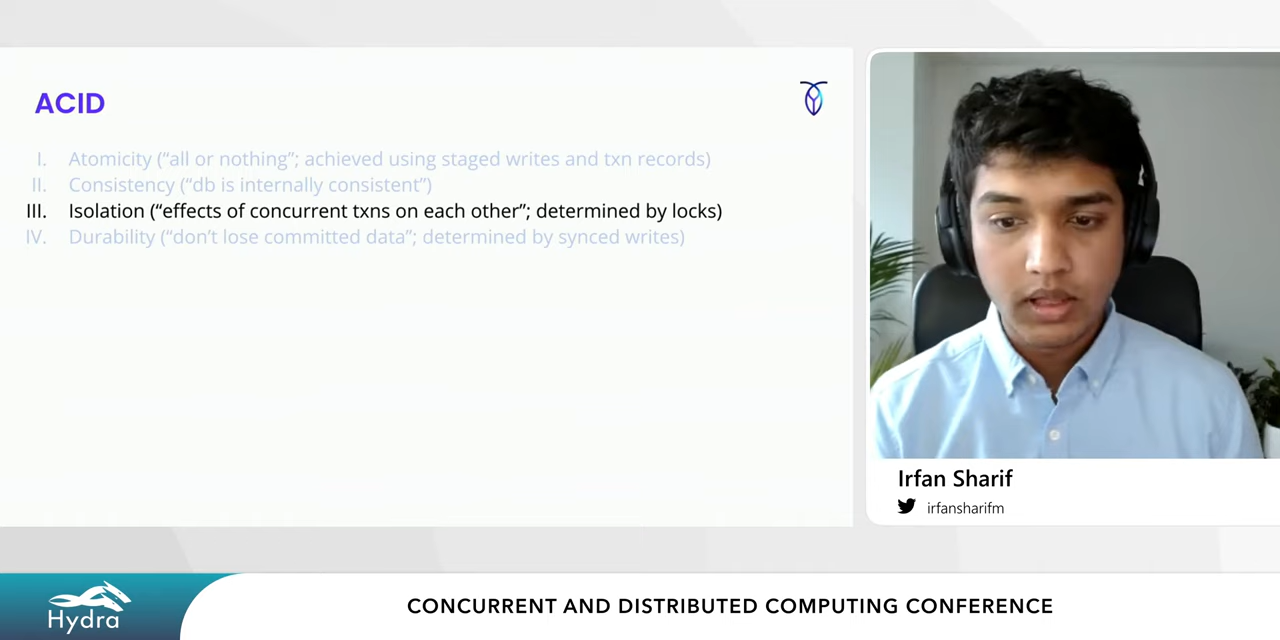 ACID
I. Atomicity (“all or nothing”; achieved using staged writes and txn records)
II. Consistency (“db is internally consistent”)
III. Isolation (“effects of concurrent txns on each other”; determined by locks)
IV. Durability (“don’t lose committed data”; determined by synced writes)
Irfan Sharif
irfansharifm
Hydra
CONCURRENT AND DISTRIBUTED COMPUTING CONFERENCE